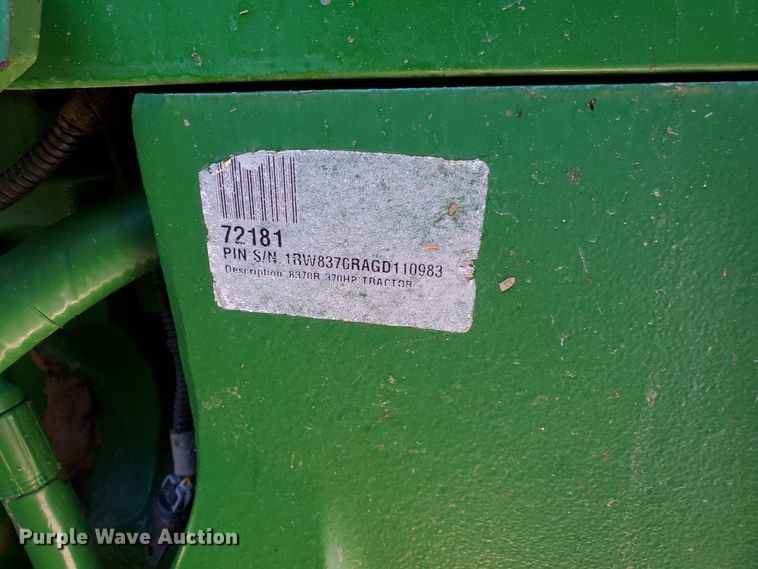 72181
PIN S/N. 1RW8370RAGD110983
Description: 8370R 370HP TRACTOR
Purple Wave Auction